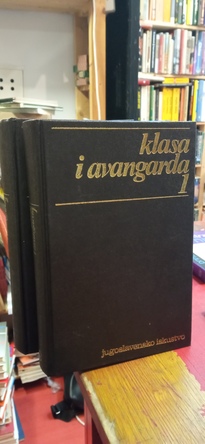 klasa
i avangarda
1
jugoslavensko iskustvo